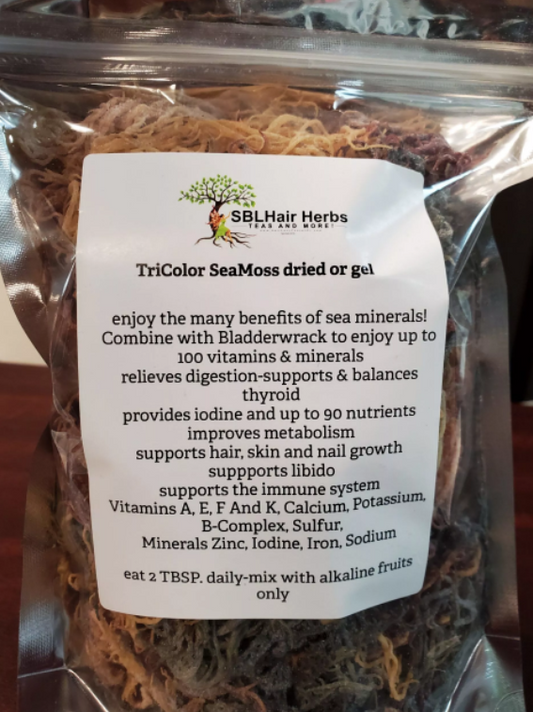 SBLHair Herbs
TEAS AND MORE!
TriColor SeaMoss dried or gel
enjoy the many benefits of sea minerals!
Combine with Bladderwrack to enjoy up to
100 vitamins & minerals
relieves digestion-supports & balances
thyroid
provides iodine and up to 90 nutrients
improves metabolism
supports hair, skin and nail growth
suppports libido
supports the immune system
Vitamins A, E, F And K, Calcium, Potassium,
B-Complex, Sulfur,
Minerals Zinc, Iodine, Iron, Sodium
eat 2 TBSP. daily-mix with alkaline fruits
only